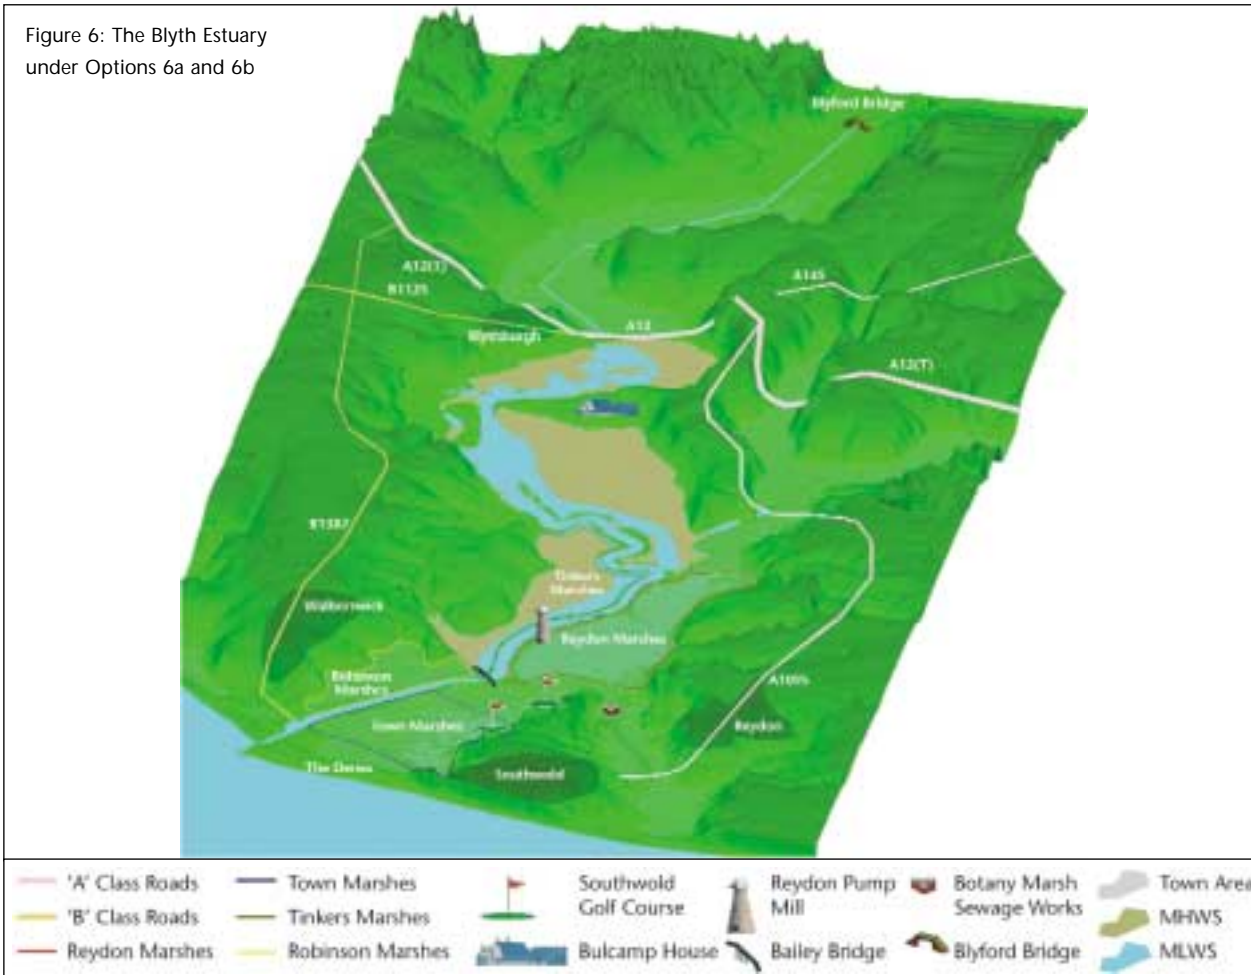 Figure 6: The Blyth Estuary
under Options 6a and 6b
Blyford Bridge
A12(T)
B1125
A145
A12
Blythburgh
A12(T)
B1387
Tinkers
Marshes
Walberswick
Reydon Marshes
Robinson
Marshes
A1095
Town Marshes
Reydon
The Denes
Southwold
'A' Class Roads
'B' Class Roads
Reydon Marshes
Town Marshes
Tinkers Marshes
Robinson Marshes
Southwold
Golf Course
Bulcamp House
Reydon Pump
Mill
Bailey Bridge
Botany Marsh
Sewage Works
Blyford Bridge
Town Area
MHWS
MLWS